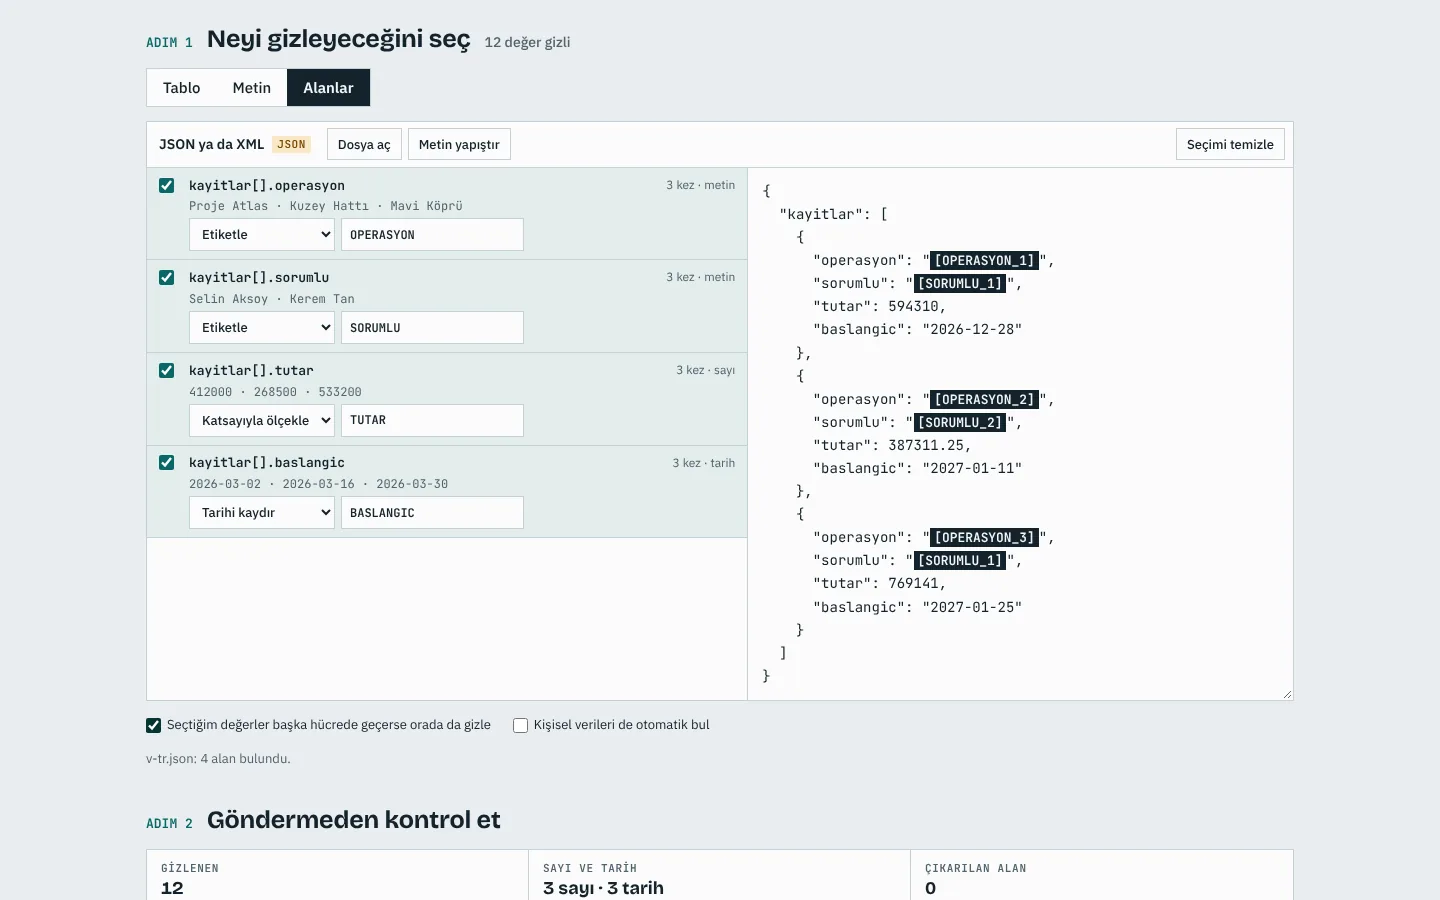 ADIM 1 Neyi gizleyeceğini seç 12 değer gizli
Tablo Metin Alanlar
JSON ya da XML JSON Dosya aç Metin yapıştır Seçimi temizle
kayitlar[].operasyon 3 kez · metin
Proje Atlas · Kuzey Hattı · Mavi Köprü
Etiketle OPERASYON
kayitlar[].sorumlu 3 kez · metin
Selin Aksoy · Kerem Tan
Etiketle SORUMLU
kayitlar[].tutar 3 kez · sayı
412000 · 268500 · 533200
Katsayıyla ölçekle TUTAR
kayitlar[].baslangic 3 kez · tarih
2026-03-02 · 2026-03-16 · 2026-03-30
Tarihi kaydır BASLANGIC
{
"kayitlar": [
{
"operasyon": "[OPERASYON_1]",
"sorumlu": "[SORUMLU_1]",
"tutar": 594310,
"baslangic": "2026-12-28"
},
{
"operasyon": "[OPERASYON_2]",
"sorumlu": "[SORUMLU_2]",
"tutar": 387311.25,
"baslangic": "2027-01-11"
},
{
"operasyon": "[OPERASYON_3]",
"sorumlu": "[SORUMLU_1]",
"tutar": 769141,
"baslangic": "2027-01-25"
}
]
}
Seçtiğim değerler başka hücrede geçerse orada da gizle Kişisel verileri de otomatik bul
v-tr.json: 4 alan bulundu.
ADIM 2 Göndermeden kontrol et
GİZLENEN SAYI VE TARİH ÇIKARILAN ALAN
12 3 sayı · 3 tarih 0